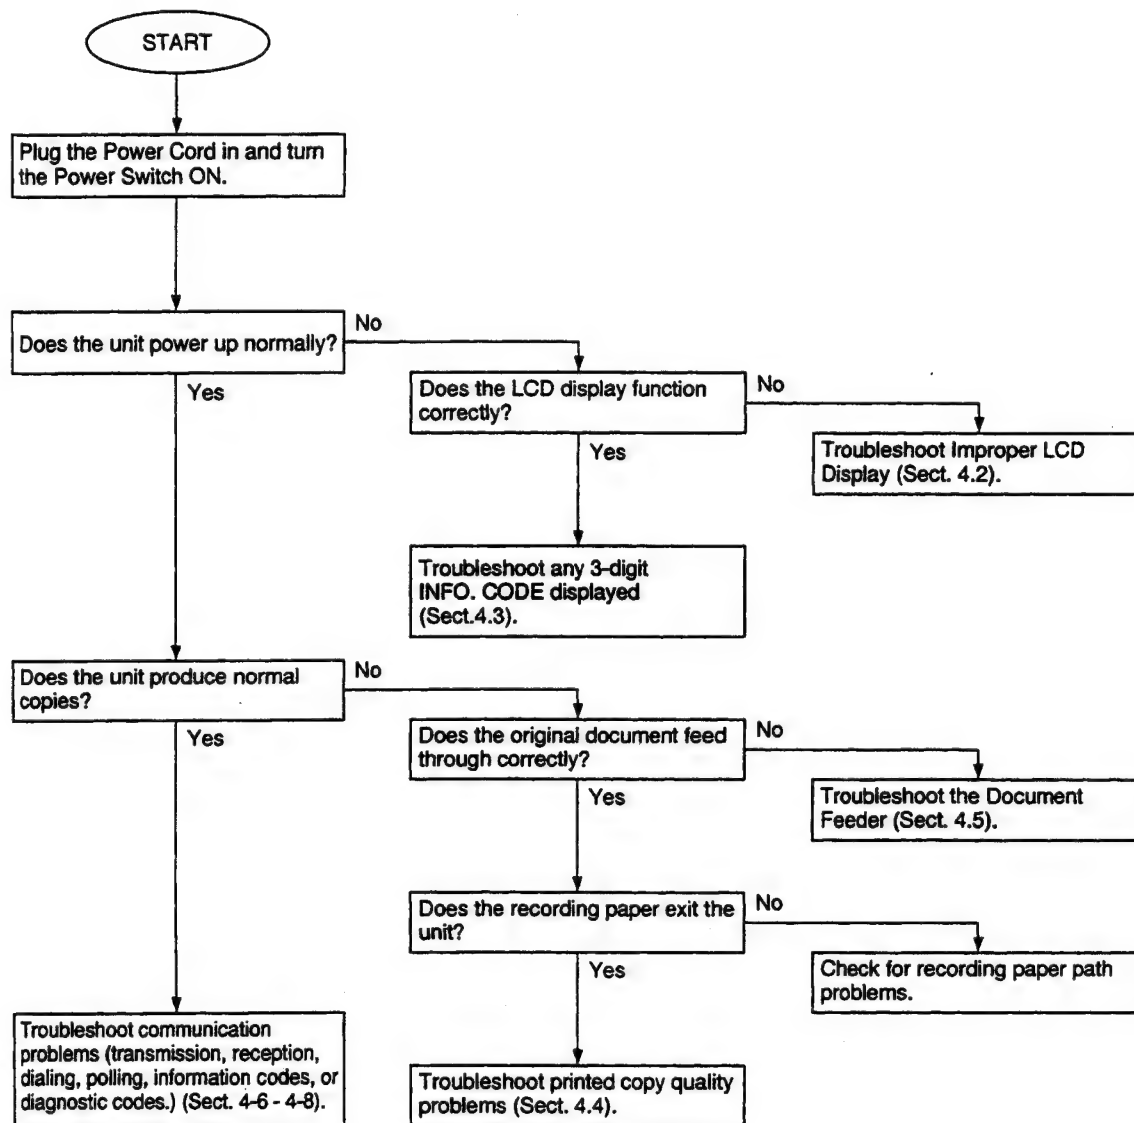 START
Plug the Power Cord in and turn
the Power Switch ON.
Does the unit power up normally?
No
Yes
Does the LCD display function
correctly?
No
Yes
Troubleshoot Improper LCD
Display (Sect. 4.2).
Troubleshoot any 3-digit
INFO. CODE displayed
(Sect.4.3).
Does the unit produce normal
copies?
No
Yes
Does the original document feed
through correctly?
No
Yes
Troubleshoot the Document
Feeder (Sect. 4.5).
Does the recording paper exit the
unit?
No
Yes
Check for recording paper path
problems.
Troubleshoot communication
problems (transmission, reception,
dialing, polling, information codes, or
diagnostic codes.) (Sect. 4-6 - 4-8).
Troubleshoot printed copy quality
problems (Sect. 4.4).